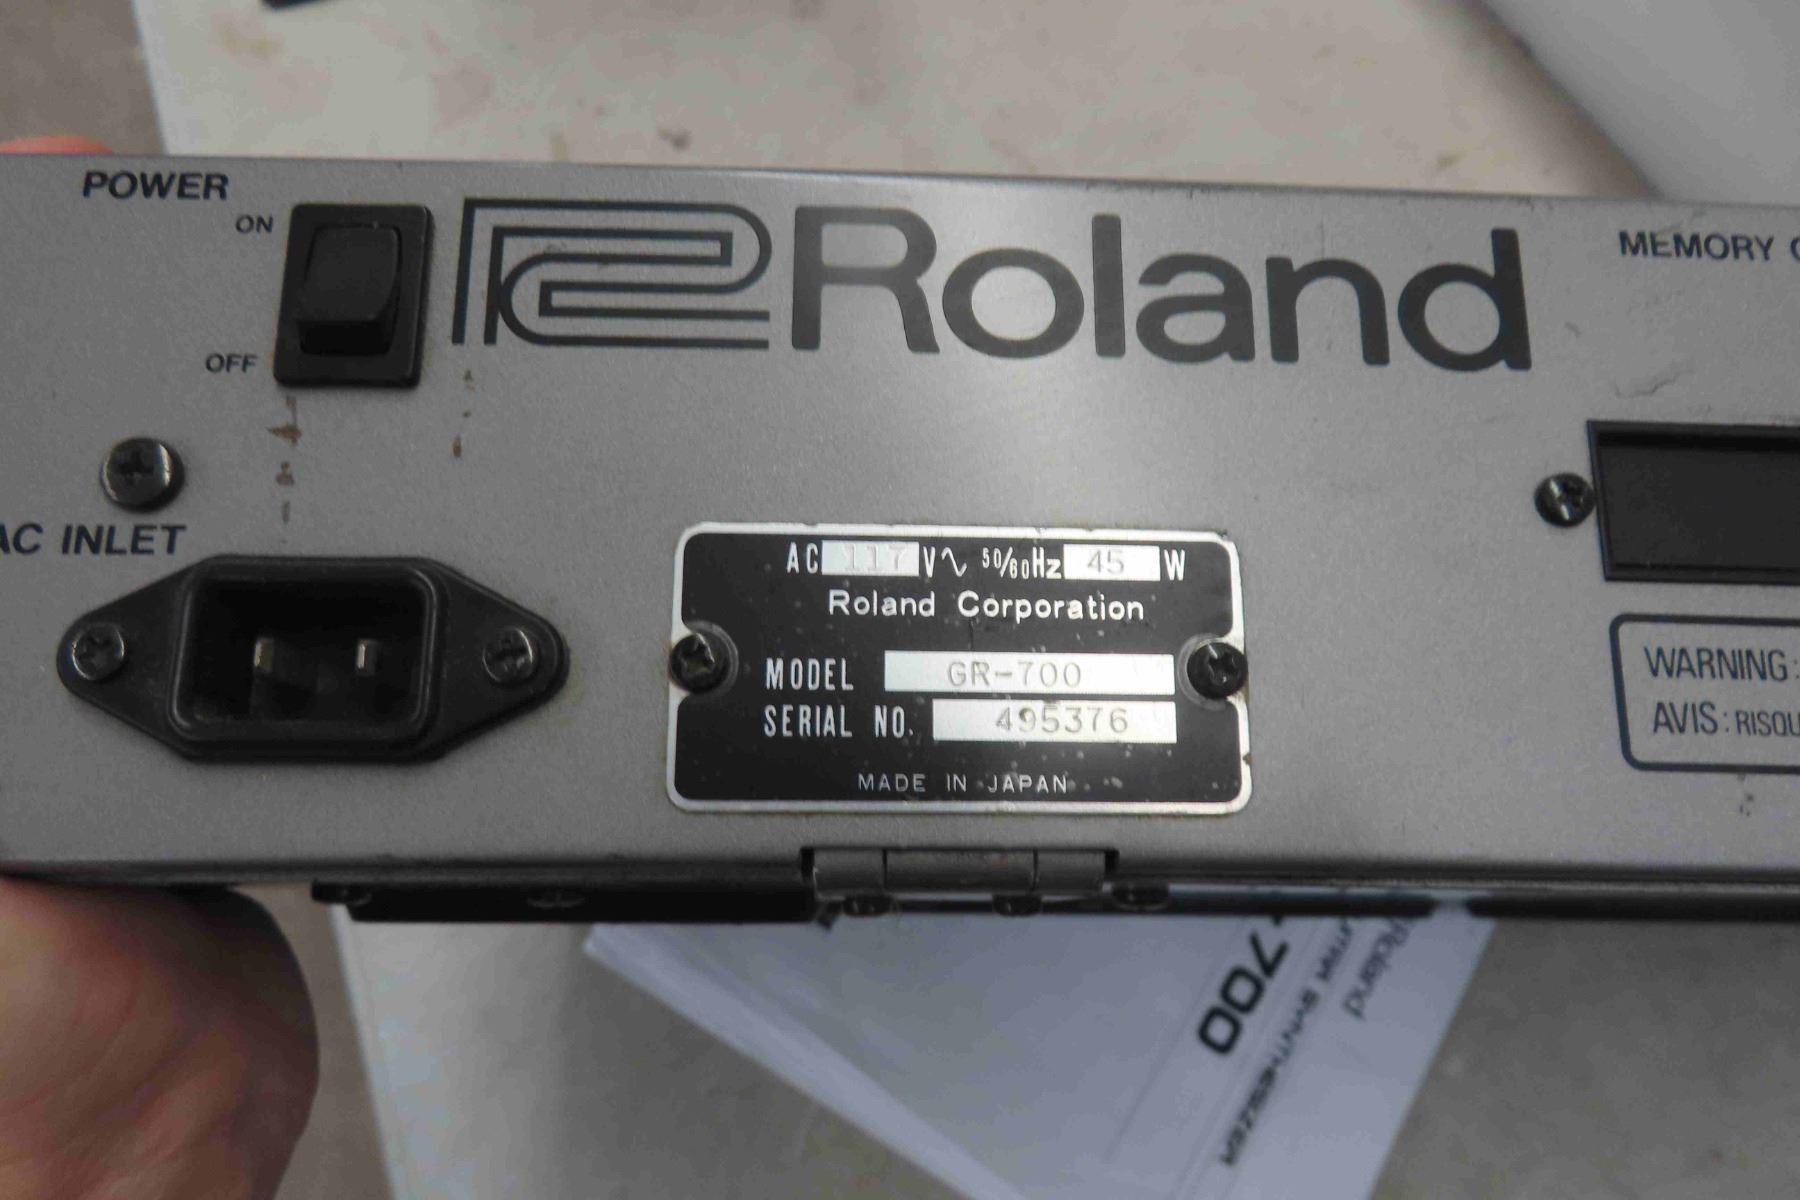 POWER
ON
OFF
Roland
MEMORY
AC INLET
AC 117 V 50/60Hz 45 W
Roland Corporation
MODEL GR-700
SERIAL NO. 495376
MADE IN JAPAN
WARNING:
AVIS:
Roland
700
SYNTHESIZER